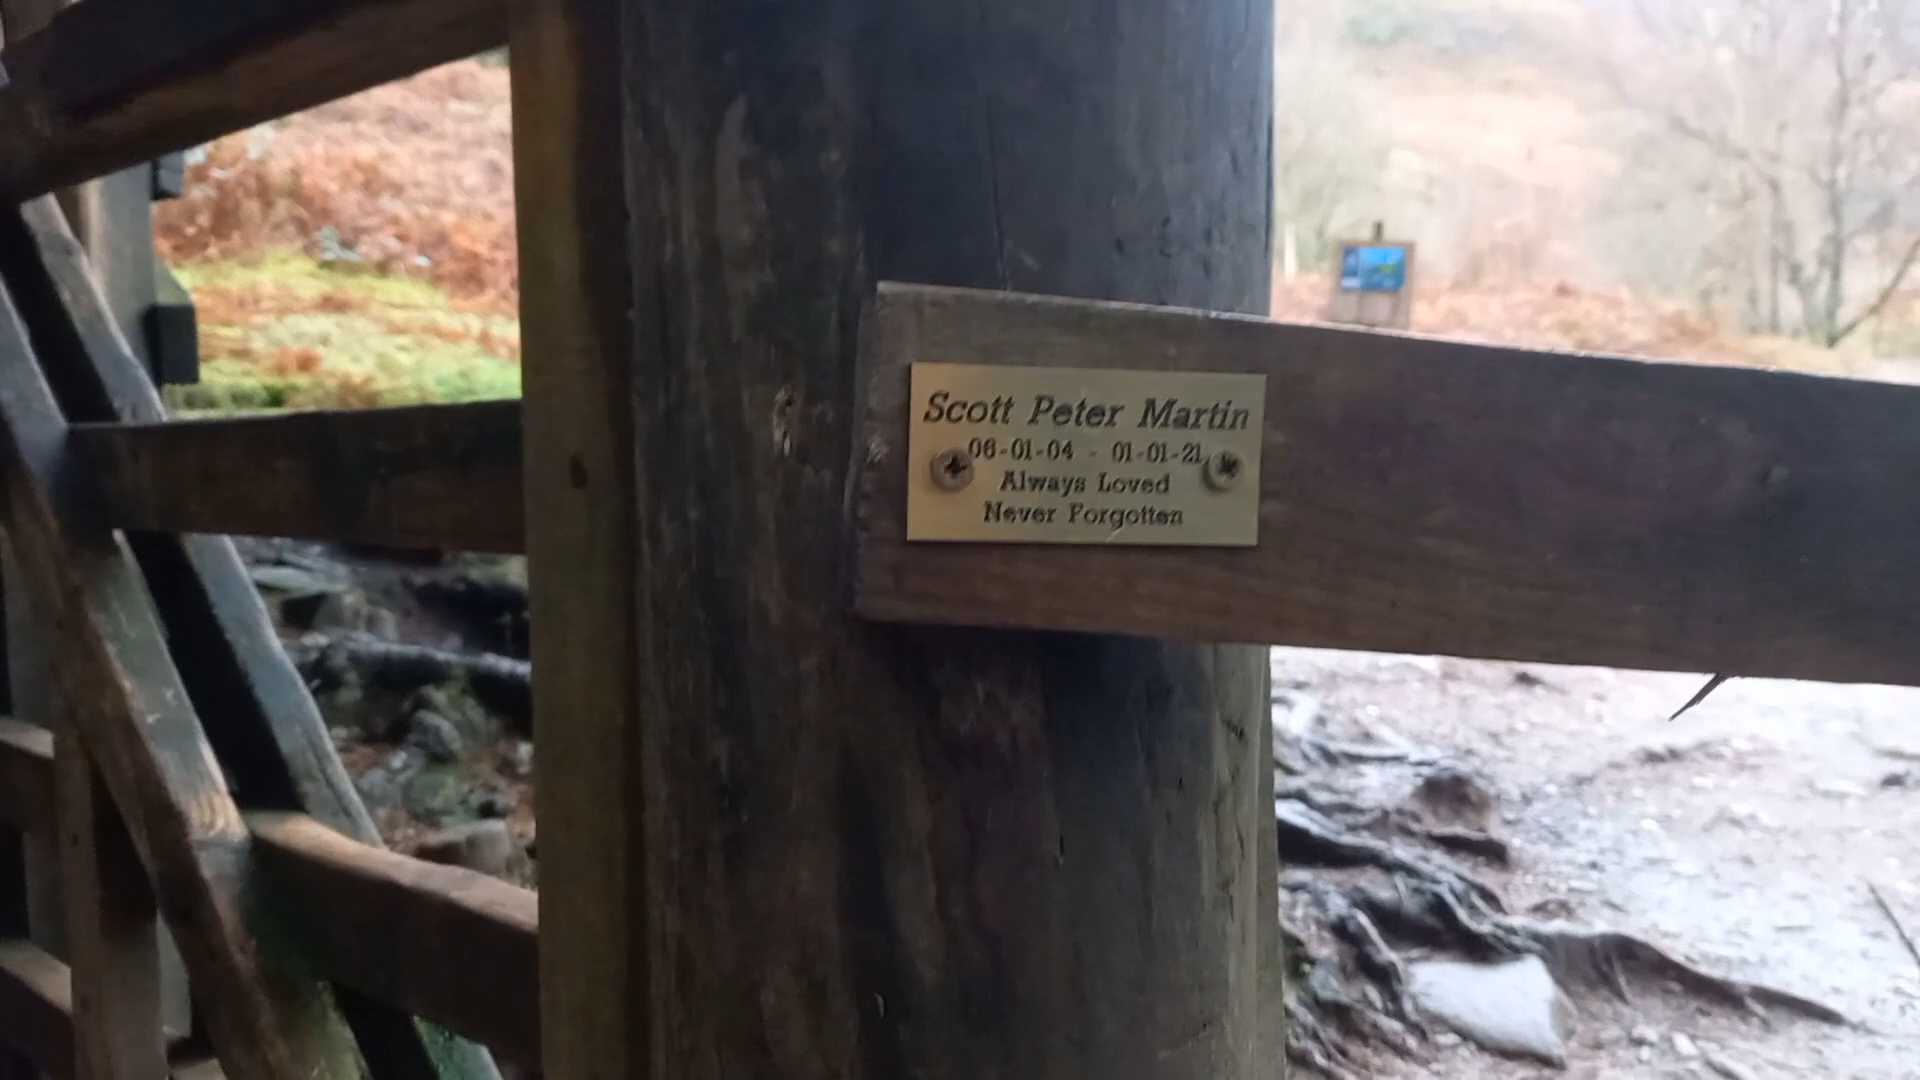 Scott Peter Martin
06-01-04 - 01-01-21
Always Loved
Never Forgotten